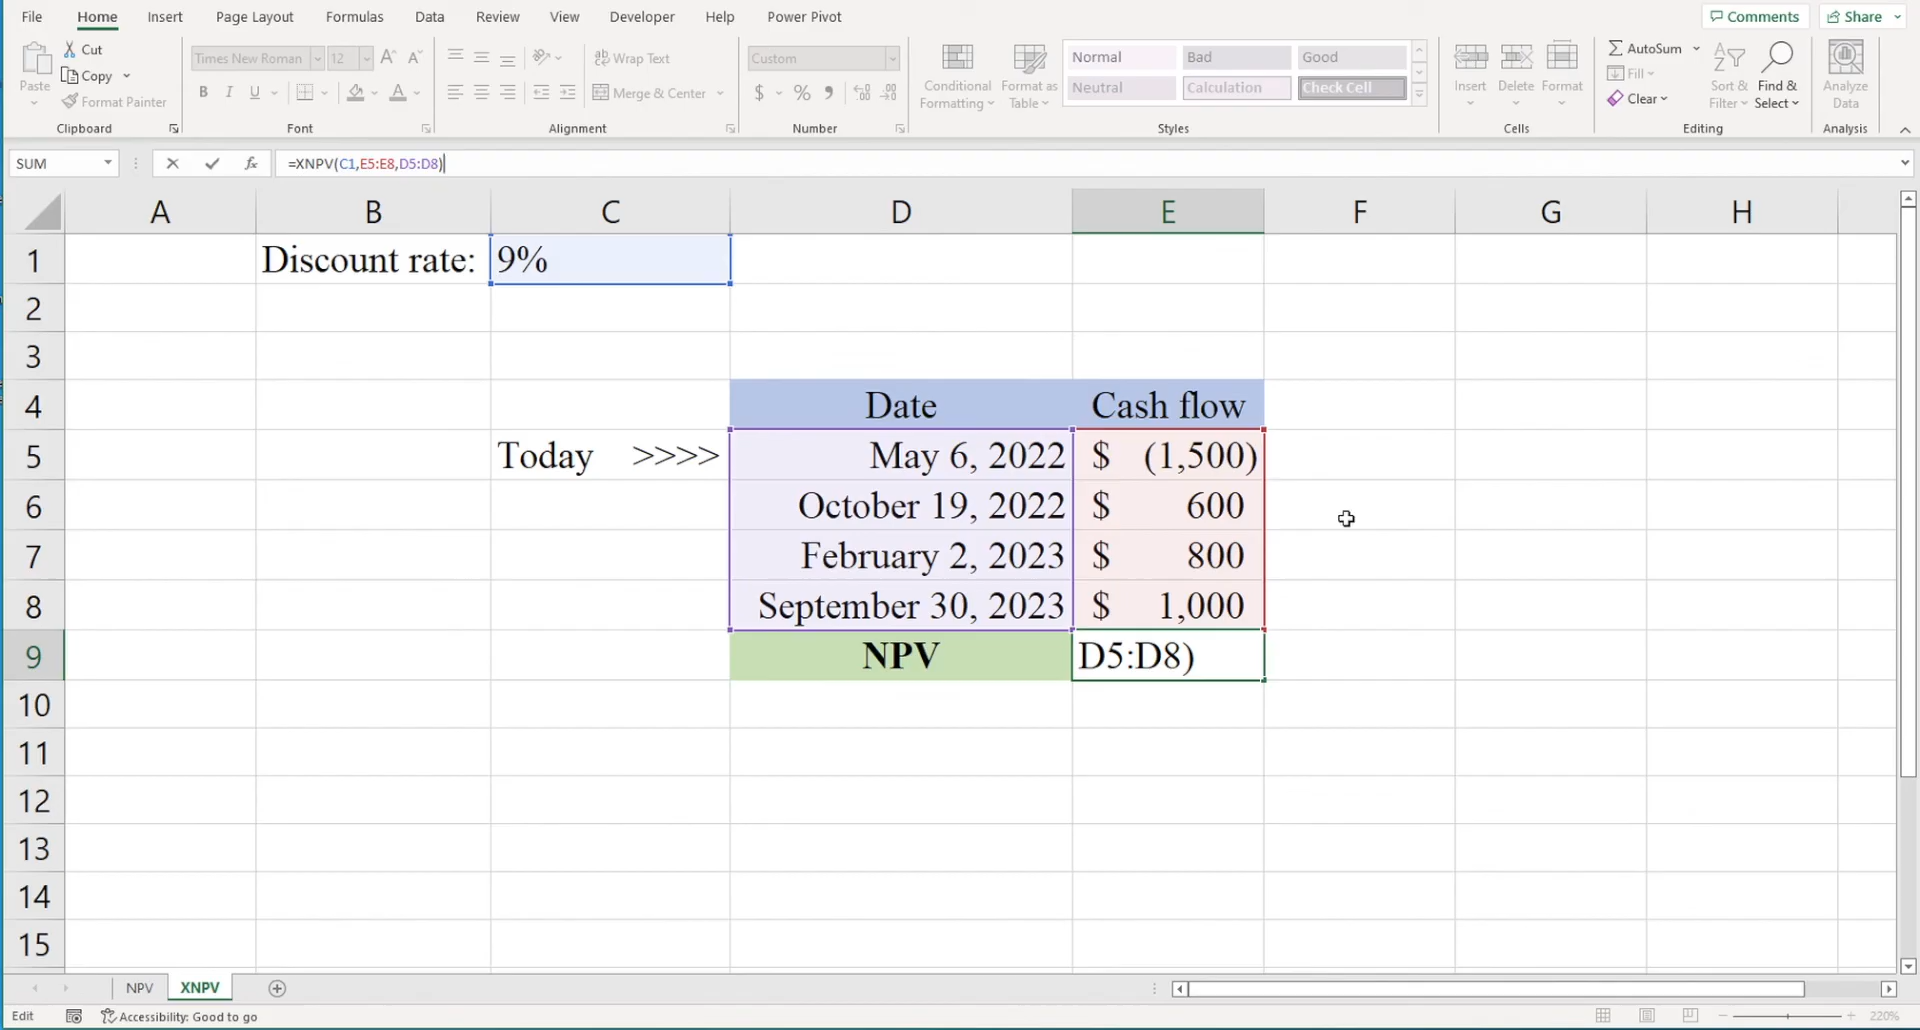 File Home Insert Page Layout Formulas Data Review View Developer Help Power Pivot Comments Share
Paste Cut Copy Format Painter
Times New Roman 12 A A
B I U A
ab Wrap Text
Merge & Center
Custom
$ % 9
Conditional Formatting
Format as Table
Normal Bad Good
Neutral Calculation Check Cell
Insert Delete Format
AutoSum
Fill
Clear
Sort & Filter
Find & Select
Analyze Data
Clipboard Font Alignment Number Styles Cells Editing Analysis
SUM fx =XNPV(C1,E5:E8,D5:D8)
A B C D E F G H
1 Discount rate: 9%
2
3
4 Date Cash flow
5 Today >>>> May 6, 2022 $ (1,500)
6 October 19, 2022 $ 600
7 February 2, 2023 $ 800
8 September 30, 2023 $ 1,000
9 NPV D5:D8)
10
11
12
13
14
15
NPV XNPV
Edit Accessibility: Good to go 220%